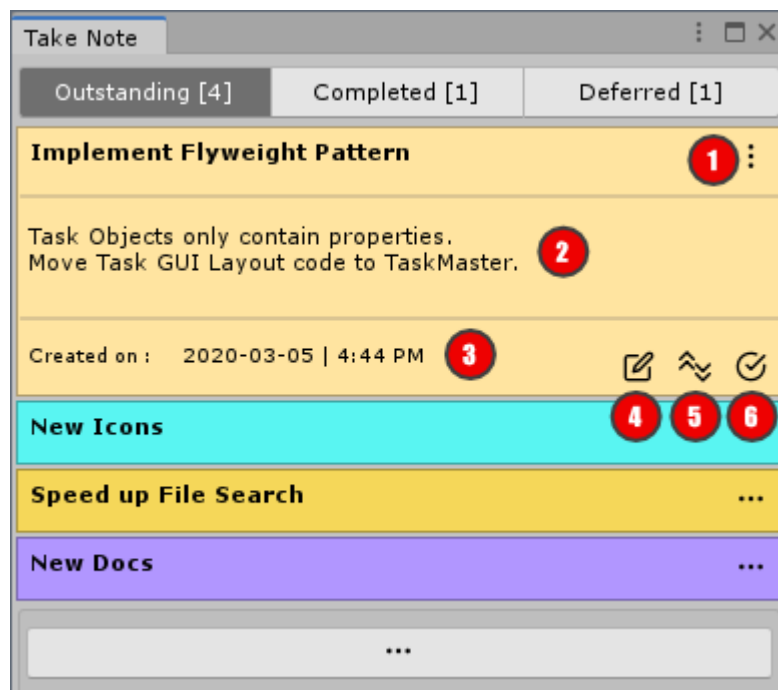 Take Note
Outstanding [4] Completed [1] Deferred [1]
Implement Flyweight Pattern 1
Task Objects only contain properties.
Move Task GUI Layout code to TaskMaster. 2
Created on : 2020-03-05 | 4:44 PM 3
4 5 6
New Icons
Speed up File Search ...
New Docs ...
...